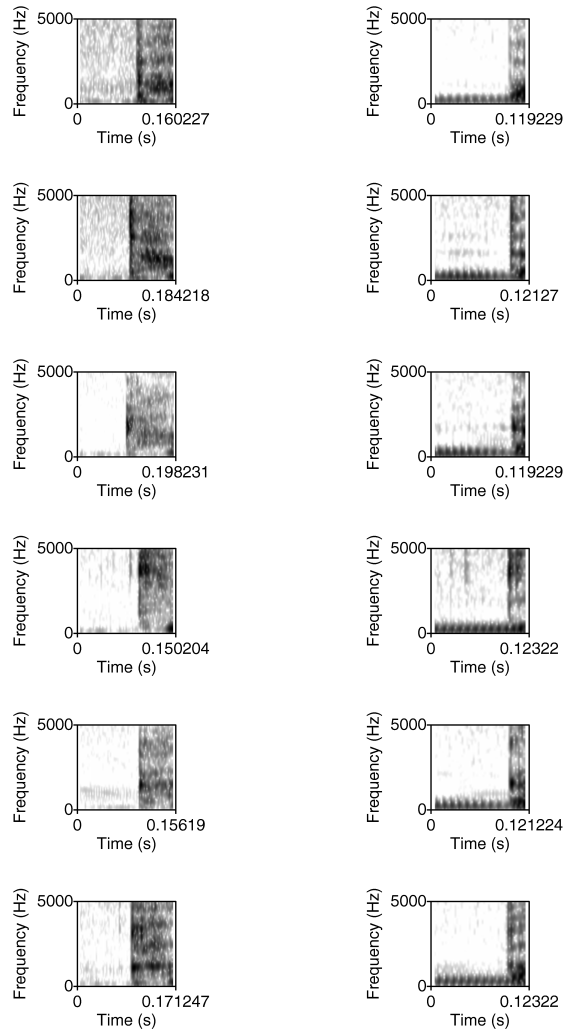 Frequency (Hz)
5000
0
0 0.160227
Time (s)
Frequency (Hz)
5000
0
0 0.119229
Time (s)
Frequency (Hz)
5000
0
0 0.184218
Time (s)
Frequency (Hz)
5000
0
0 0.12127
Time (s)
Frequency (Hz)
5000
0
0 0.198231
Time (s)
Frequency (Hz)
5000
0
0 0.119229
Time (s)
Frequency (Hz)
5000
0
0 0.150204
Time (s)
Frequency (Hz)
5000
0
0 0.12322
Time (s)
Frequency (Hz)
5000
0
0 0.15619
Time (s)
Frequency (Hz)
5000
0
0 0.121224
Time (s)
Frequency (Hz)
5000
0
0 0.171247
Time (s)
Frequency (Hz)
5000
0
0 0.12322
Time (s)